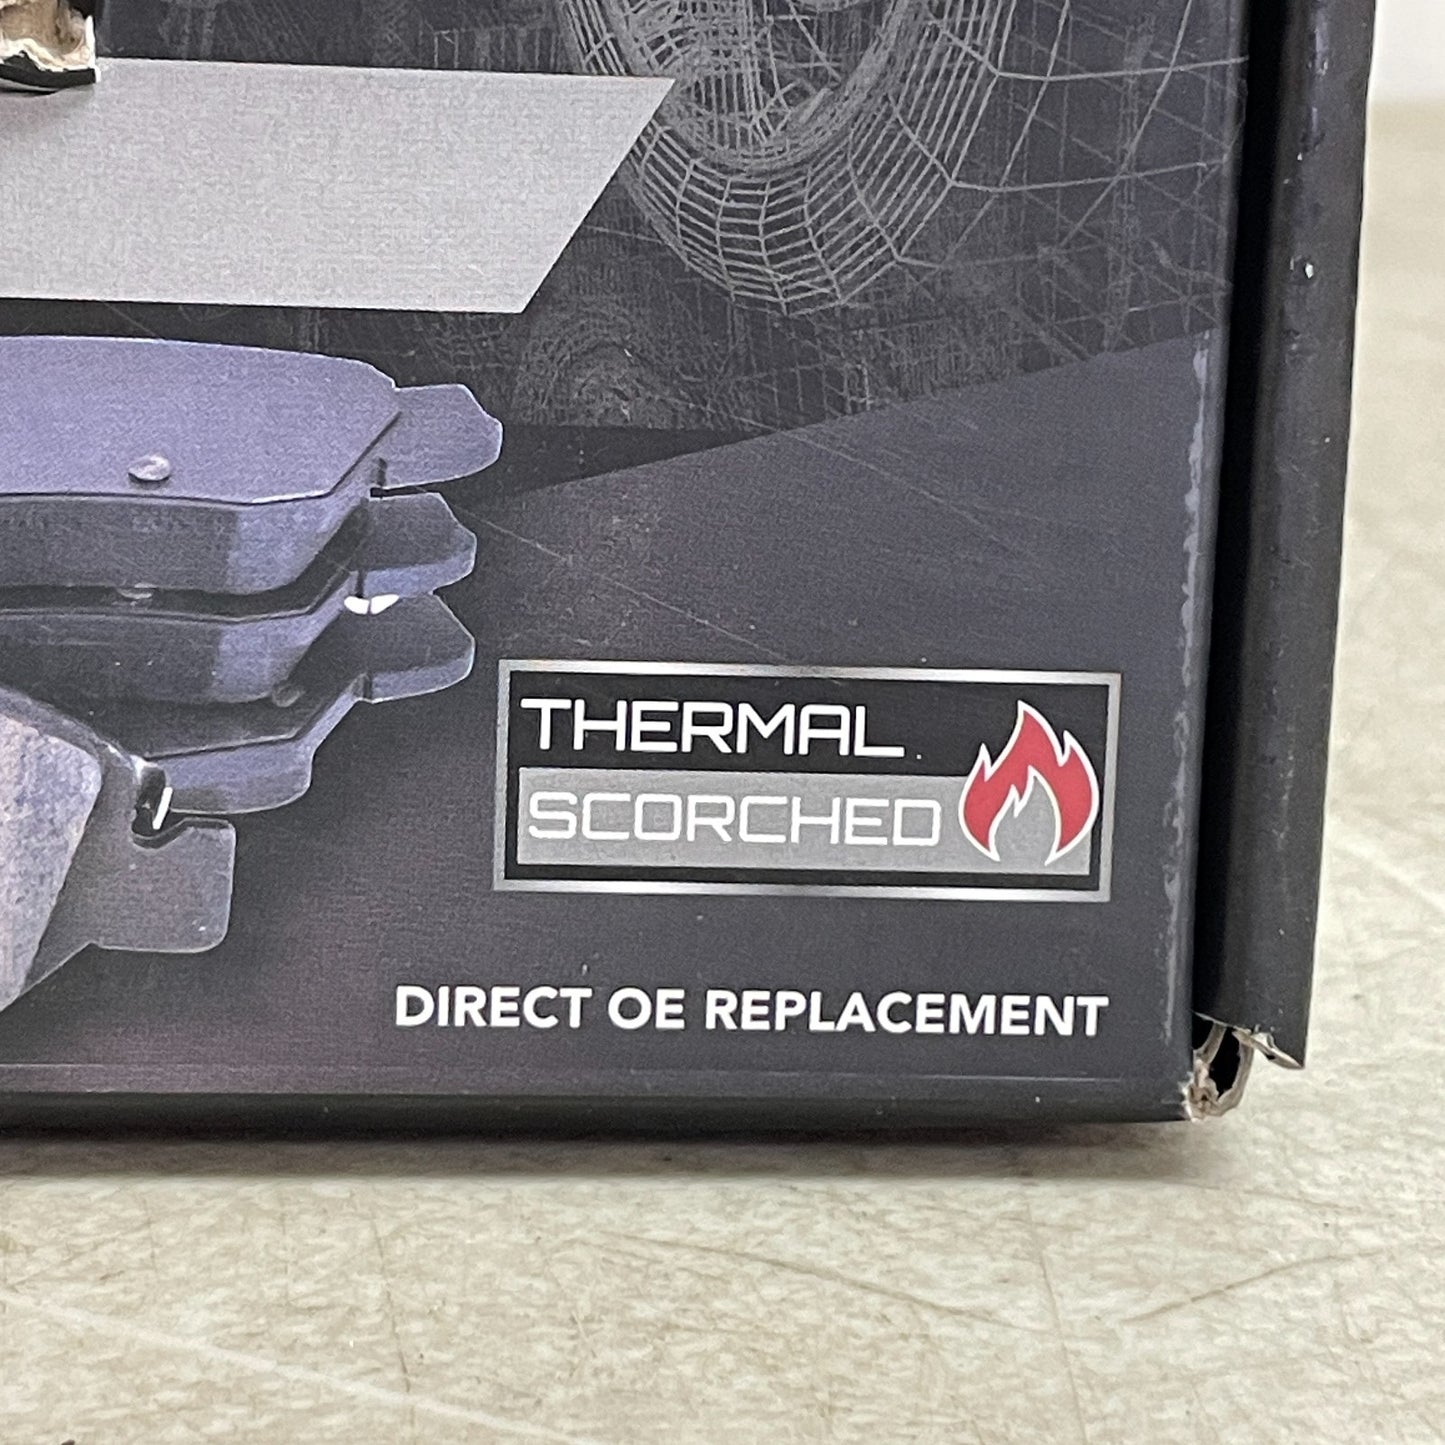 THERMAL
SCORCHED
DIRECT OE REPLACEMENT